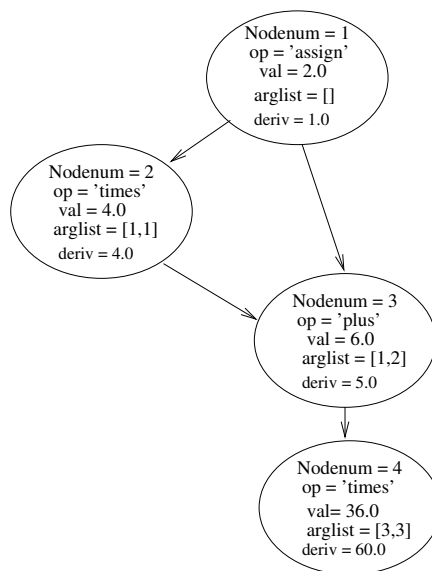 Nodenum = 1
op = ’assign’
val = 2.0
arglist = []
deriv = 1.0
Nodenum = 2
op = ’times’
val = 4.0
arglist = [1,1]
deriv = 4.0
Nodenum = 3
op = ’plus’
val = 6.0
arglist = [1,2]
deriv = 5.0
Nodenum = 4
op = ’times’
val= 36.0
arglist = [3,3]
deriv = 60.0